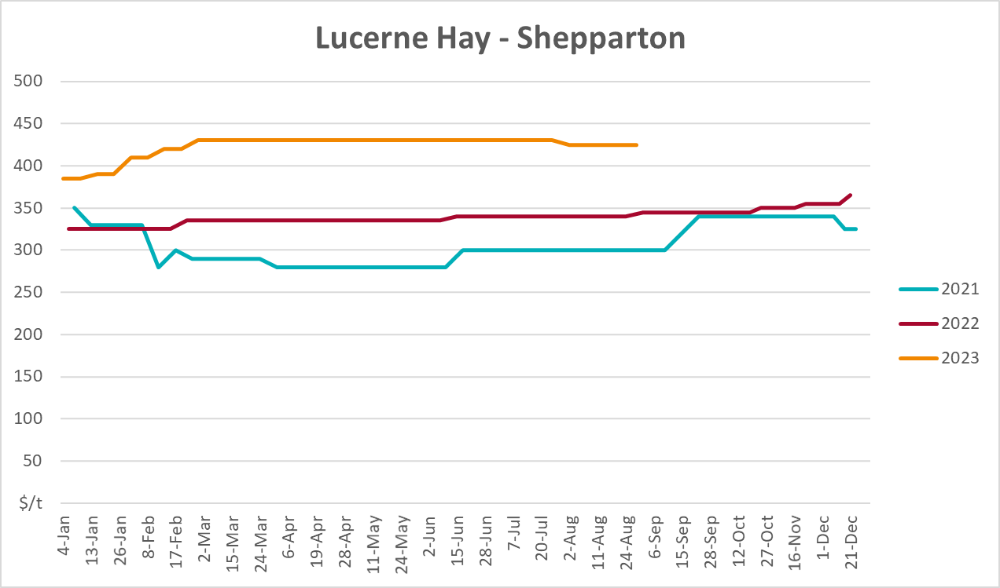 Lucerne Hay - Shepparton
500
450
400
350
300
250
200
150
100
50
$/t
4-Jan
13-Jan
26-Jan
8-Feb
17-Feb
2-Mar
15-Mar
24-Mar
6-Apr
19-Apr
28-Apr
11-May
24-May
2-Jun
15-Jun
28-Jun
7-Jul
20-Jul
2-Aug
11-Aug
24-Aug
6-Sep
15-Sep
28-Sep
12-Oct
27-Oct
16-Nov
1-Dec
21-Dec
2021
2022
2023